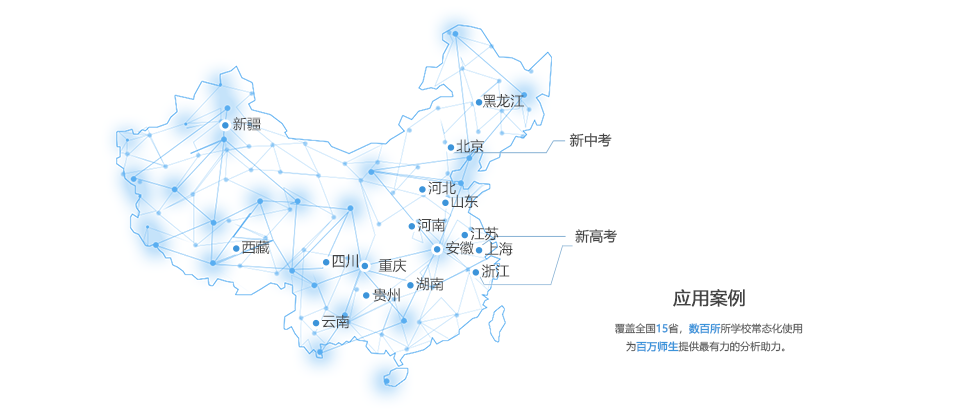 黑龙江
新疆
新中考
北京
河北
山东
河南
江苏
新高考
西藏
安徽
上海
四川
重庆
浙江
湖南
贵州
应用案例
云南
覆盖全国15省，数百所所学校常态化使用
为百万师生提供最有力的分析助力。